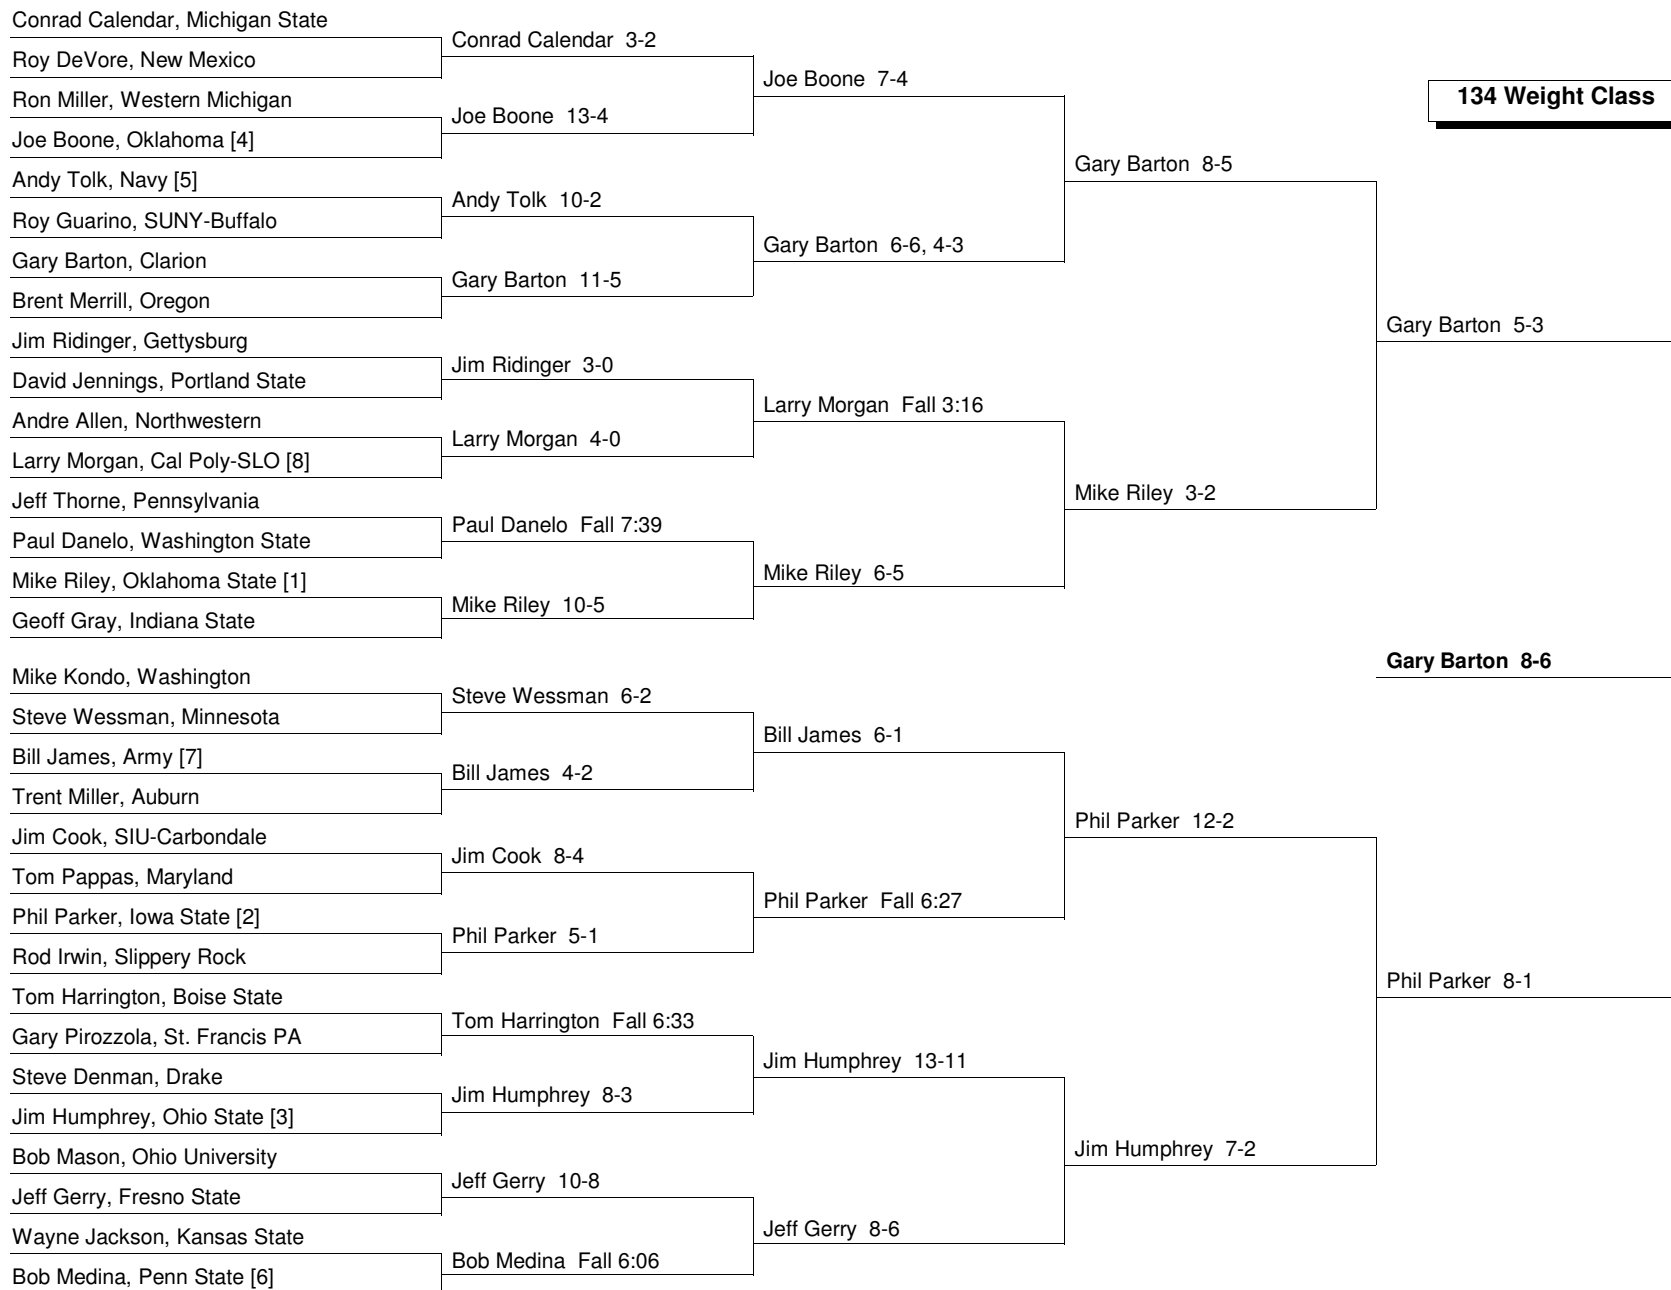 Conrad Calendar, Michigan State
Roy DeVore, New Mexico
Ron Miller, Western Michigan
Joe Boone, Oklahoma [4]
Andy Tolk, Navy [5]
Roy Guarino, SUNY-Buffalo
Gary Barton, Clarion
Brent Merrill, Oregon
Jim Ridinger, Gettysburg
David Jennings, Portland State
Andre Allen, Northwestern
Larry Morgan, Cal Poly-SLO [8]
Jeff Thorne, Pennsylvania
Paul Danelo, Washington State
Mike Riley, Oklahoma State [1]
Geoff Gray, Indiana State
Mike Kondo, Washington
Steve Wessman, Minnesota
Bill James, Army [7]
Trent Miller, Auburn
Jim Cook, SIU-Carbondale
Tom Pappas, Maryland
Phil Parker, Iowa State [2]
Rod Irwin, Slippery Rock
Tom Harrington, Boise State
Gary Pirozzola, St. Francis PA
Steve Denman, Drake
Jim Humphrey, Ohio State [3]
Bob Mason, Ohio University
Jeff Gerry, Fresno State
Wayne Jackson, Kansas State
Bob Medina, Penn State [6]
Conrad Calendar 3-2
Joe Boone 13-4
Andy Tolk 10-2
Gary Barton 11-5
Jim Ridinger 3-0
Larry Morgan 4-0
Paul Danelo Fall 7:39
Mike Riley 10-5
Steve Wessman 6-2
Bill James 4-2
Jim Cook 8-4
Phil Parker 5-1
Tom Harrington Fall 6:33
Jim Humphrey 8-3
Jeff Gerry 10-8
Bob Medina Fall 6:06
Joe Boone 7-4
Gary Barton 6-6, 4-3
Larry Morgan Fall 3:16
Mike Riley 6-5
Bill James 6-1
Phil Parker Fall 6:27
Jim Humphrey 13-11
Jeff Gerry 8-6
Gary Barton 8-5
Mike Riley 3-2
Phil Parker 12-2
Jim Humphrey 7-2
134 Weight Class
Gary Barton 5-3
Gary Barton 8-6
Phil Parker 8-1